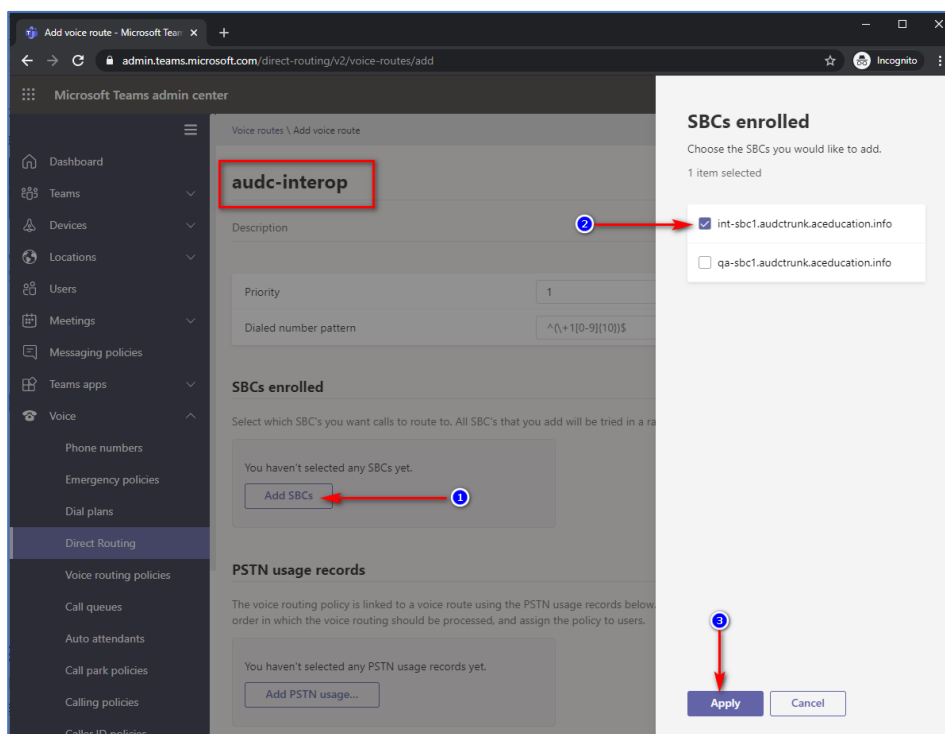 Add voice route - Microsoft Team
admin.teams.microsoft.com/direct-routing/v2/voice-routes/add
Incognito
Microsoft Teams admin center
Dashboard
Teams
Devices
Locations
Users
Meetings
Messaging policies
Teams apps
Voice
Phone numbers
Emergency policies
Dial plans
Direct Routing
Voice routing policies
Call queues
Auto attendants
Call park policies
Calling policies
Caller ID policies
Voice routes \ Add voice route
audc-interop
Description
Priority
1
Dialed number pattern
^(\+1[0-9]{10})$
SBCs enrolled
Select which SBC's you want calls to route to. All SBC's that you add will be tried in a ra
You haven't selected any SBCs yet.
Add SBCs
1
PSTN usage records
The voice routing policy is linked to a voice route using the PSTN usage records below.
order in which the voice routing should be processed, and assign the policy to users.
You haven't selected any PSTN usage records yet.
Add PSTN usage...
SBCs enrolled
Choose the SBCs you would like to add.
1 item selected
2
int-sbc1.audctrunk.aceducation.info
qa-sbc1.audctrunk.aceducation.info
3
Apply
Cancel